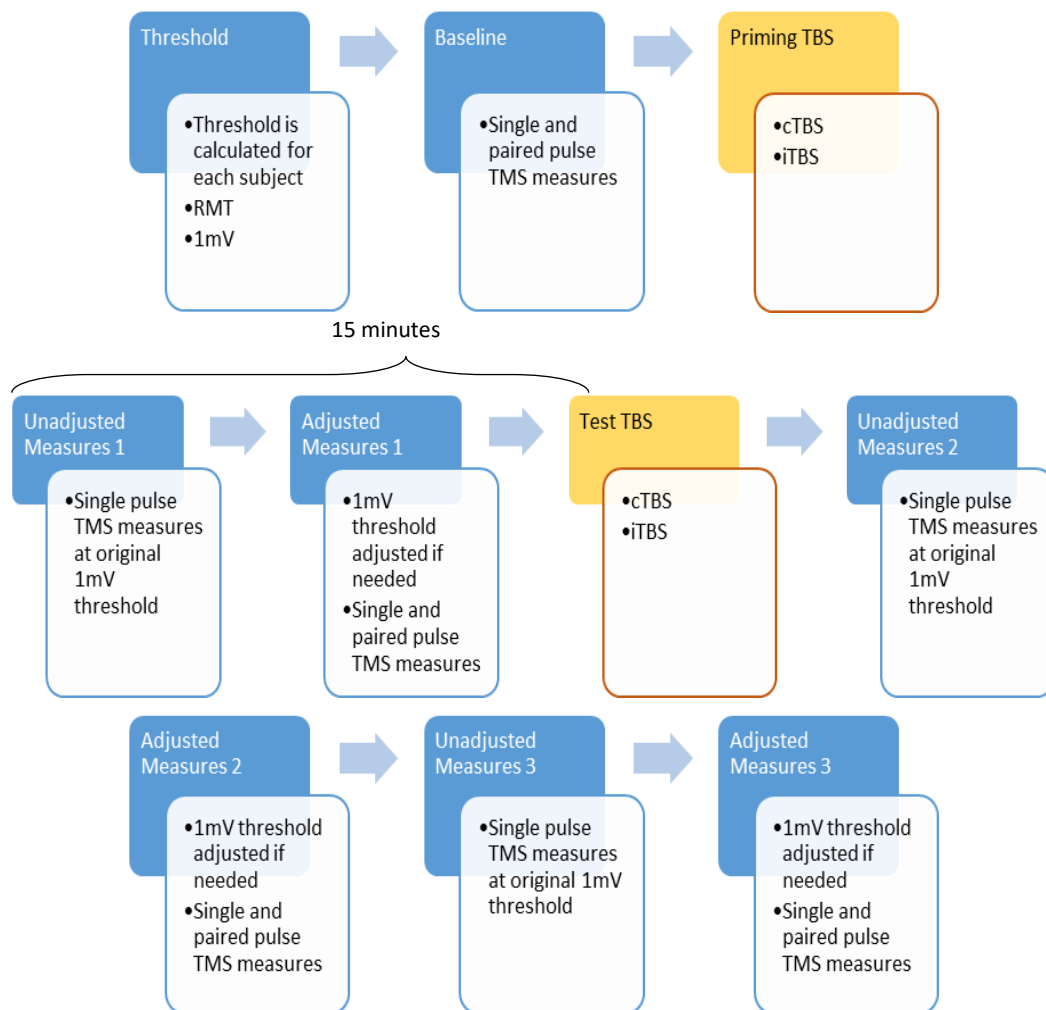 Threshold
•Threshold is
calculated for
each subject
•RMT
•1mV
Baseline
•Single and
paired pulse
TMS measures
Priming TBS
•cTBS
•iTBS
15 minutes
Unadjusted
Measures 1
•Single pulse
TMS measures
at original
1mV
threshold
Adjusted
Measures 1
•1mV
threshold
adjusted if
needed
•Single and
paired pulse
TMS measures
Test TBS
•cTBS
•iTBS
Unadjusted
Measures 2
•Single pulse
TMS measures
at original
1mV
threshold
Adjusted
Measures 2
•1mV threshold
adjusted if
needed
•Single and
paired pulse
TMS measures
Unadjusted
Measures 3
•Single pulse
TMS measures
at original 1mV
threshold
Adjusted
Measures 3
•1mV threshold
adjusted if
needed
•Single and
paired pulse
TMS measures